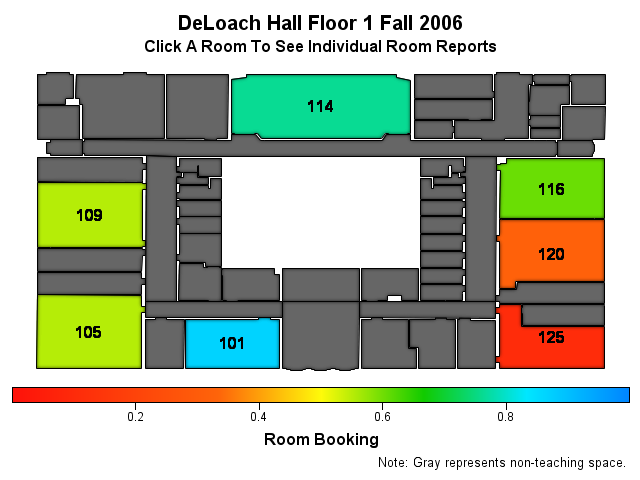 DeLoach Hall Floor 1 Fall 2006
Click A Room To See Individual Room Reports
114
116
109
120
105
101
125
0.2 0.4 0.6 0.8
Room Booking
Note: Gray represents non-teaching space.